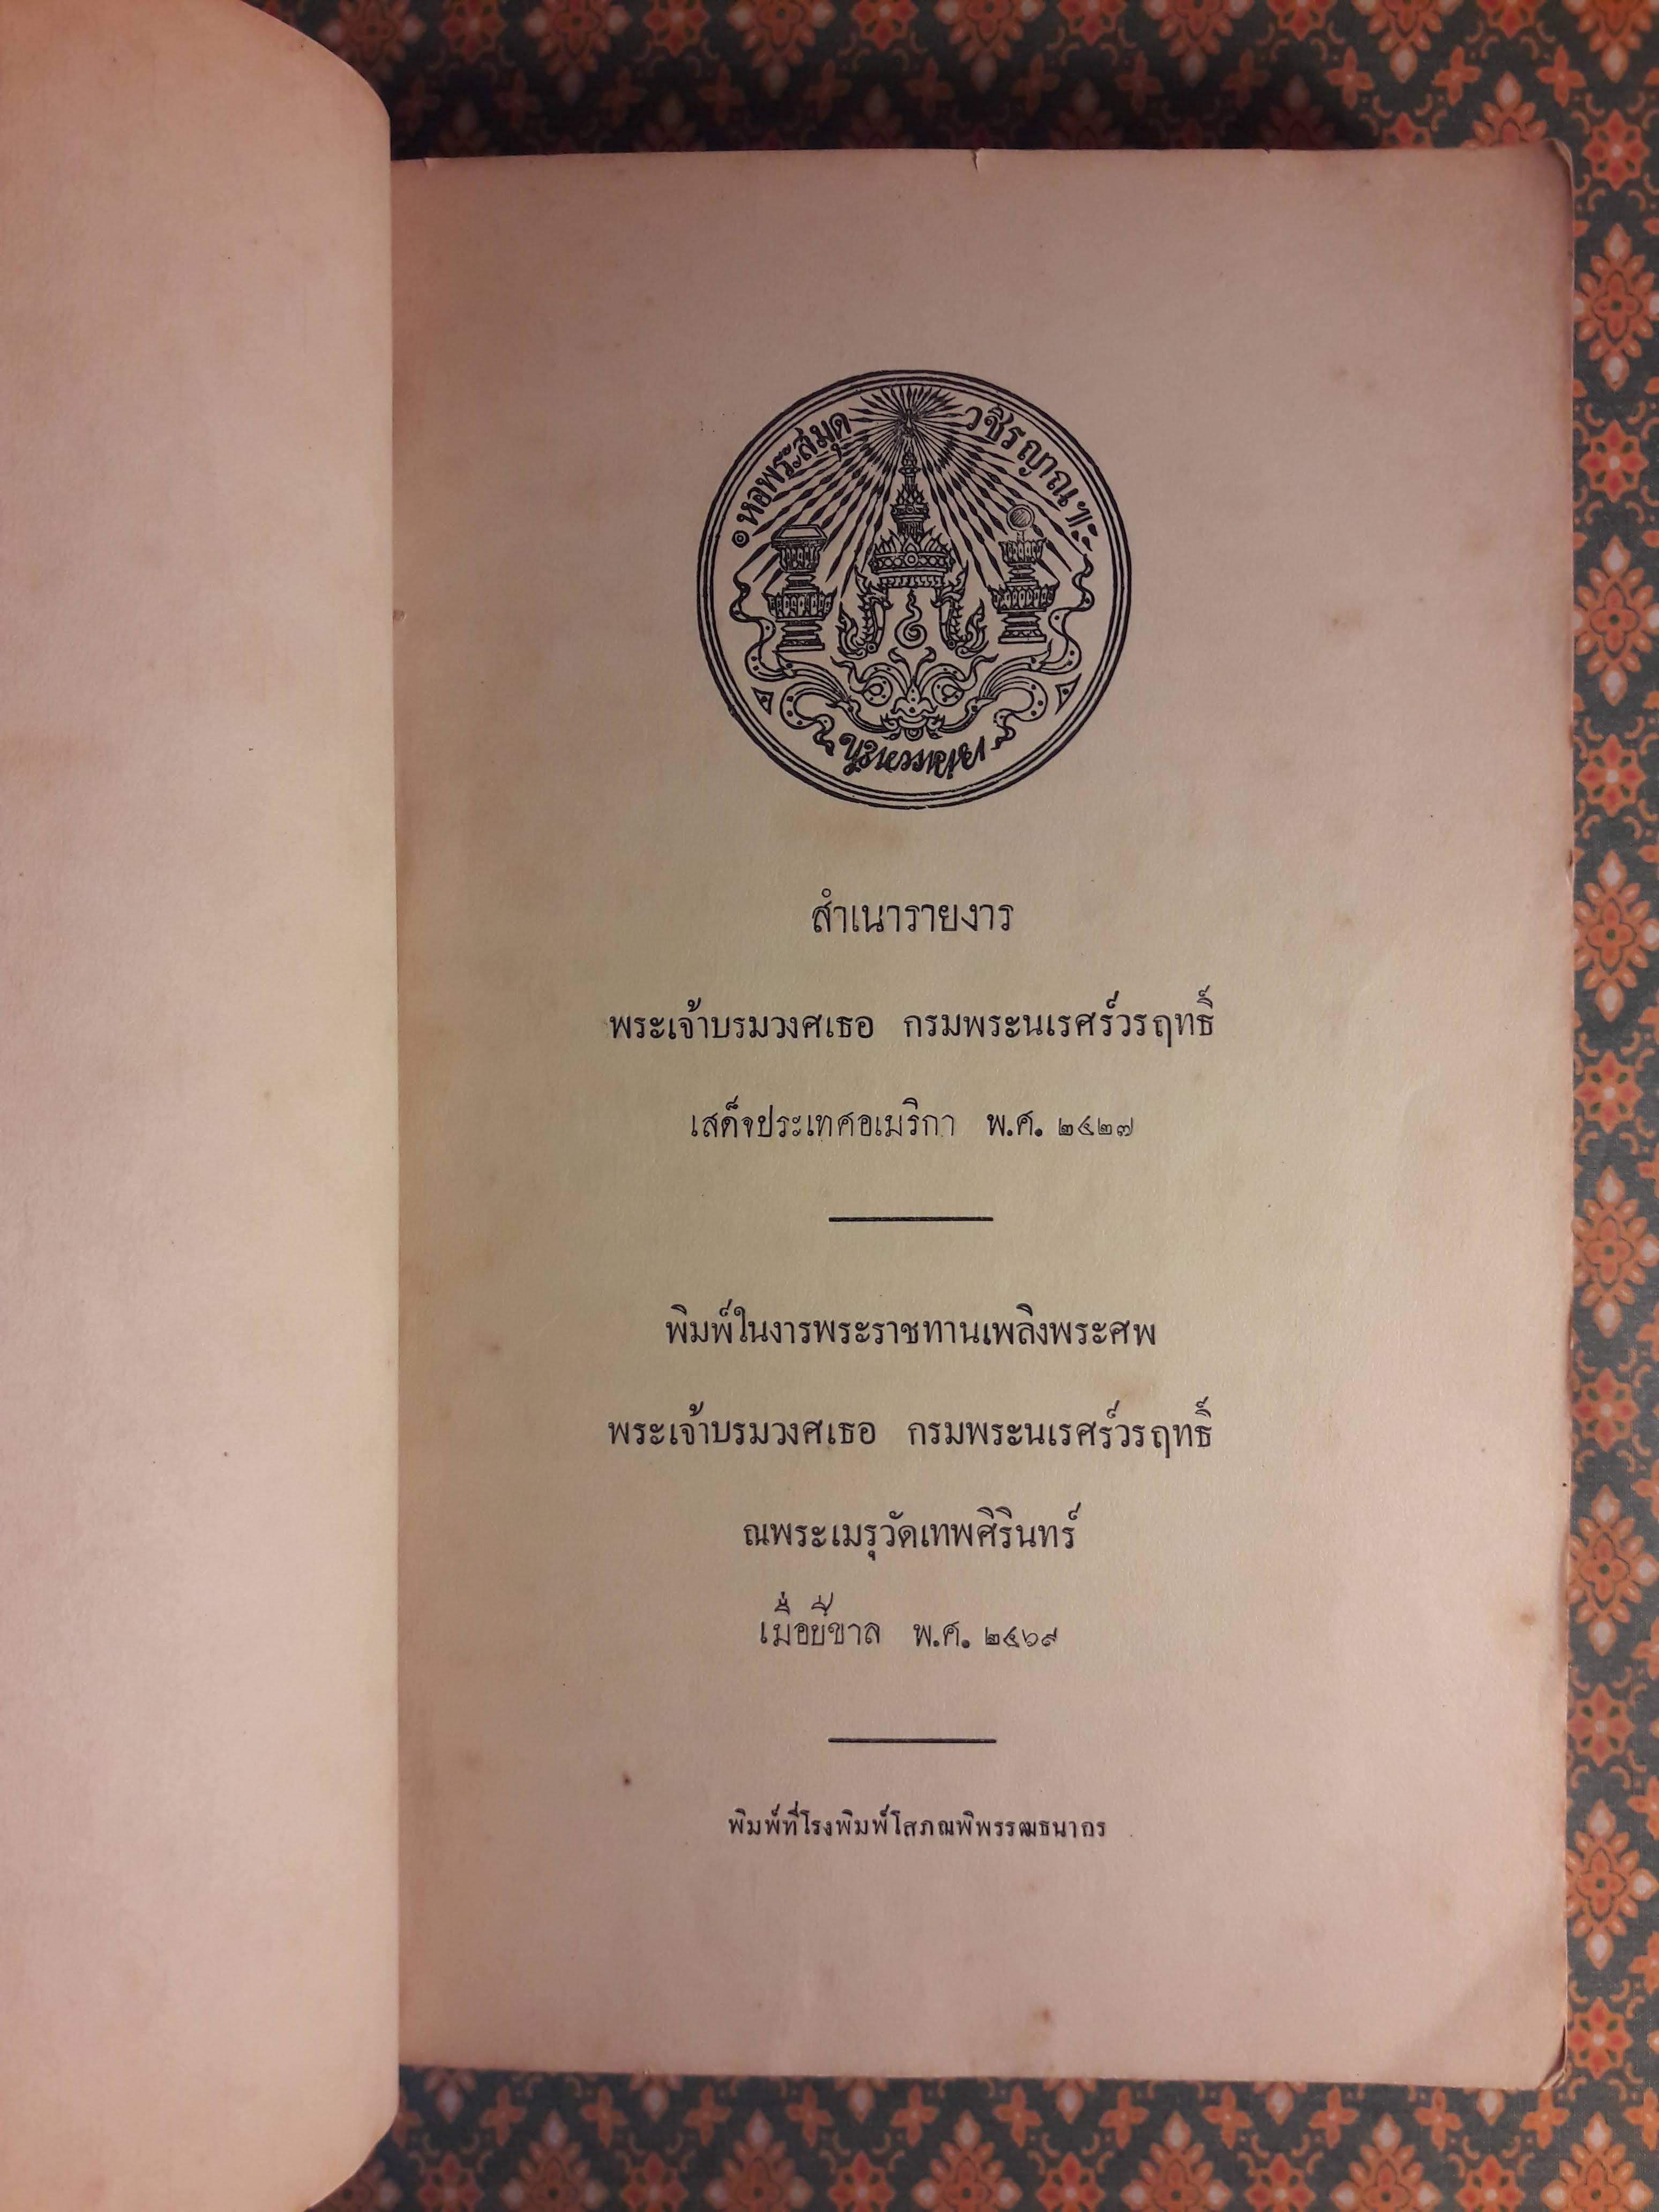 ๏ หอพระสมุด วชิรญาณ ฯะ
สำเนารายงาร
พระเจ้าบรมวงศเธอ กรมพระนเรศร์วรฤทธิ์
เสด็จประเทศอเมริกา พ.ศ. ๒๔๒๗
พิมพ์ในงารพระราชทานเพลิงพระศพ
พระเจ้าบรมวงศเธอ กรมพระนเรศร์วรฤทธิ์
ณพระเมรุวัดเทพศิรินทร์
เมื่อปีขาล พ.ศ. ๒๔๖๙
พิมพ์ที่โรงพิมพ์โสภณพิพรรฒธนากร